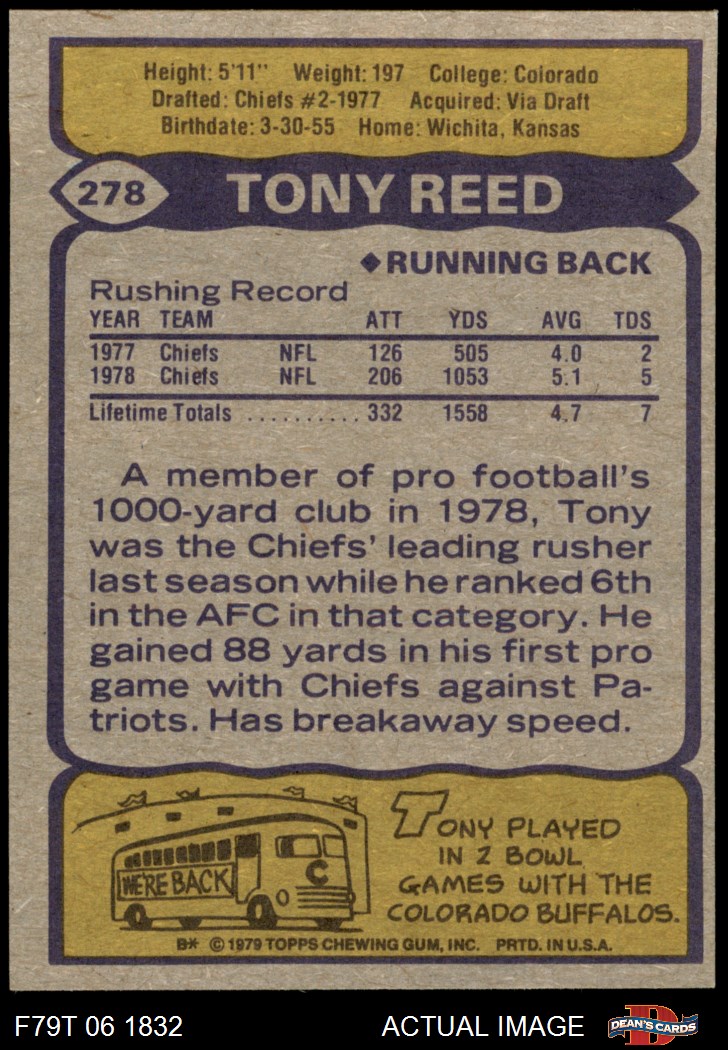 Height: 5'11" Weight: 197 College: Colorado
Drafted: Chiefs #2-1977 Acquired: Via Draft
Birthdate: 3-30-55 Home: Wichita, Kansas
278 TONY REED
◆RUNNING BACK
Rushing Record
YEAR TEAM ATT YDS AVG TDS
1977 Chiefs NFL 126 505 4.0 2
1978 Chiefs NFL 206 1053 5.1 5
Lifetime Totals .......... 332 1558 4.7 7
A member of pro football's
1000-yard club in 1978, Tony
was the Chiefs' leading rusher
last season while he ranked 6th
in the AFC in that category. He
gained 88 yards in his first pro
game with Chiefs against Pa-
triots. Has breakaway speed.
WE'RE BACK
C
TONY PLAYED
IN 2 BOWL
GAMES WITH THE
COLORADO BUFFALOS.
B* © 1979 TOPPS CHEWING GUM, INC. PRTD. IN U.S.A.
F79T 06 1832 ACTUAL IMAGE D DEAN'S CARDS